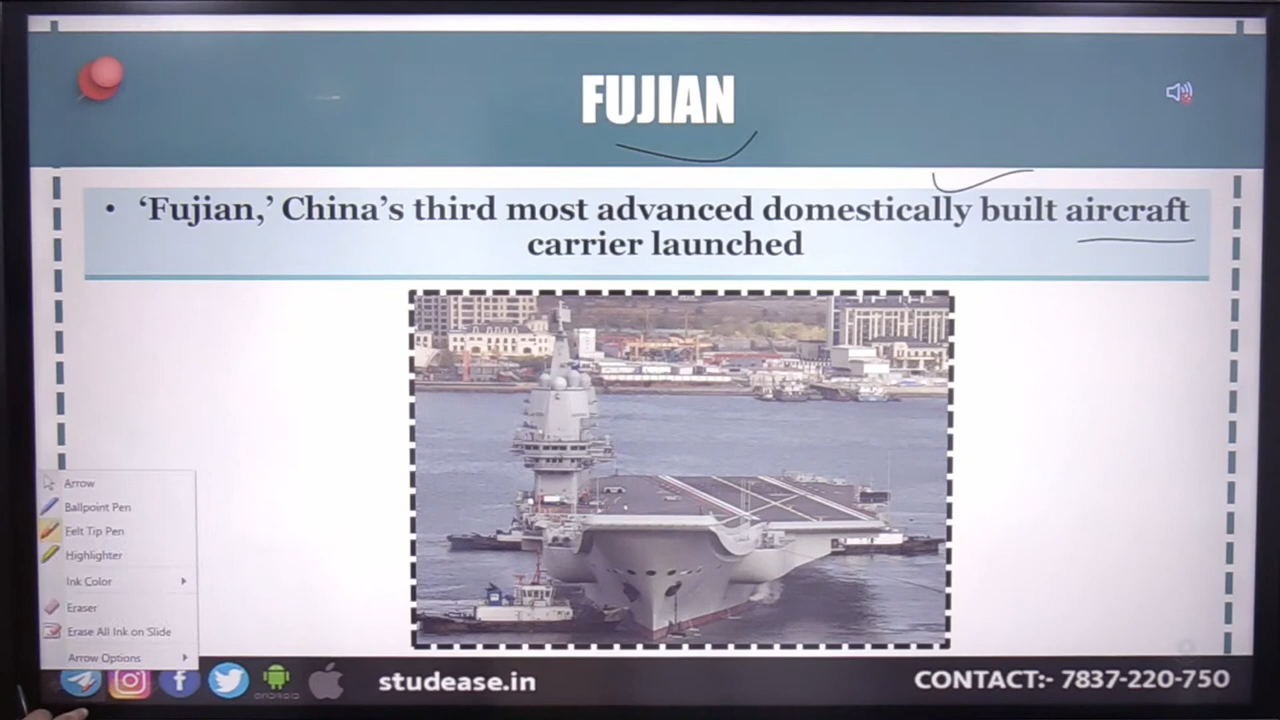 FUJIAN
• ‘Fujian,’ China’s third most advanced domestically built aircraft
carrier launched
Arrow
Ballpoint Pen
Felt Tip Pen
Highlighter
Ink Color
Eraser
Erase All Ink on Slide
Arrow Options
ANDROID
studease.in
CONTACT:- 7837-220-750